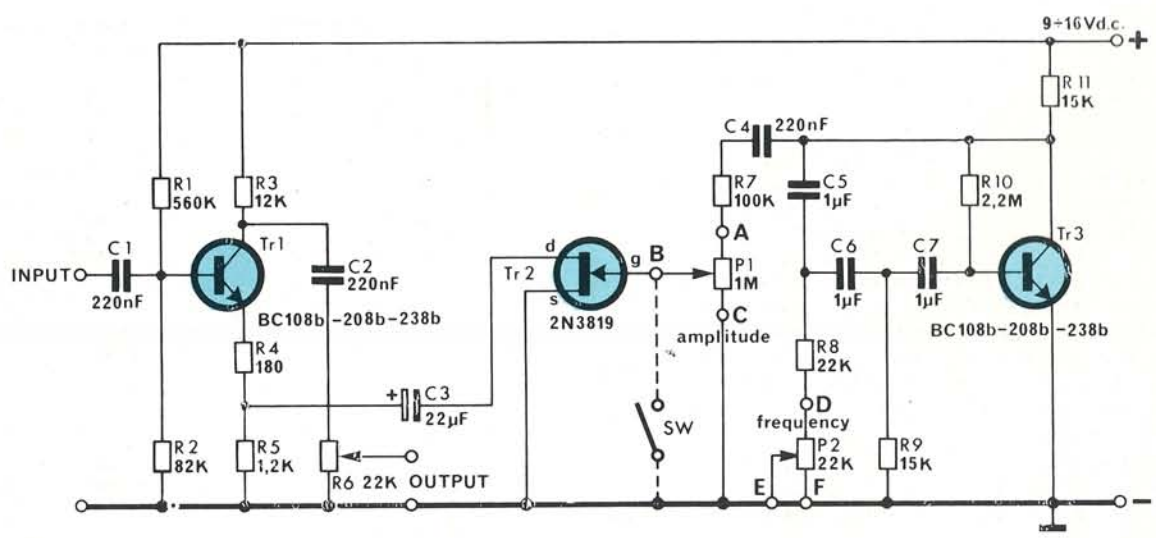 9÷16Vd.c.
+
R11
15K
C4
220nF
R1
560K
R3
12K
R7
100K
C5
1µF
R10
2,2M
Tr1
A
Tr3
C1
INPUT
220nF
C2
220nF
d
Tr2
g
s
B
P1
1M
C6
1µF
C7
1µF
2N3819
C
amplitude
BC108b-208b-238b
BC108b-208b-238b
R4
180
R8
22K
+
C3
22µF
SW
D
frequency
R2
82K
R5
1,2K
R6 22K
OUTPUT
P2
22K
R9
15K
E
F
-